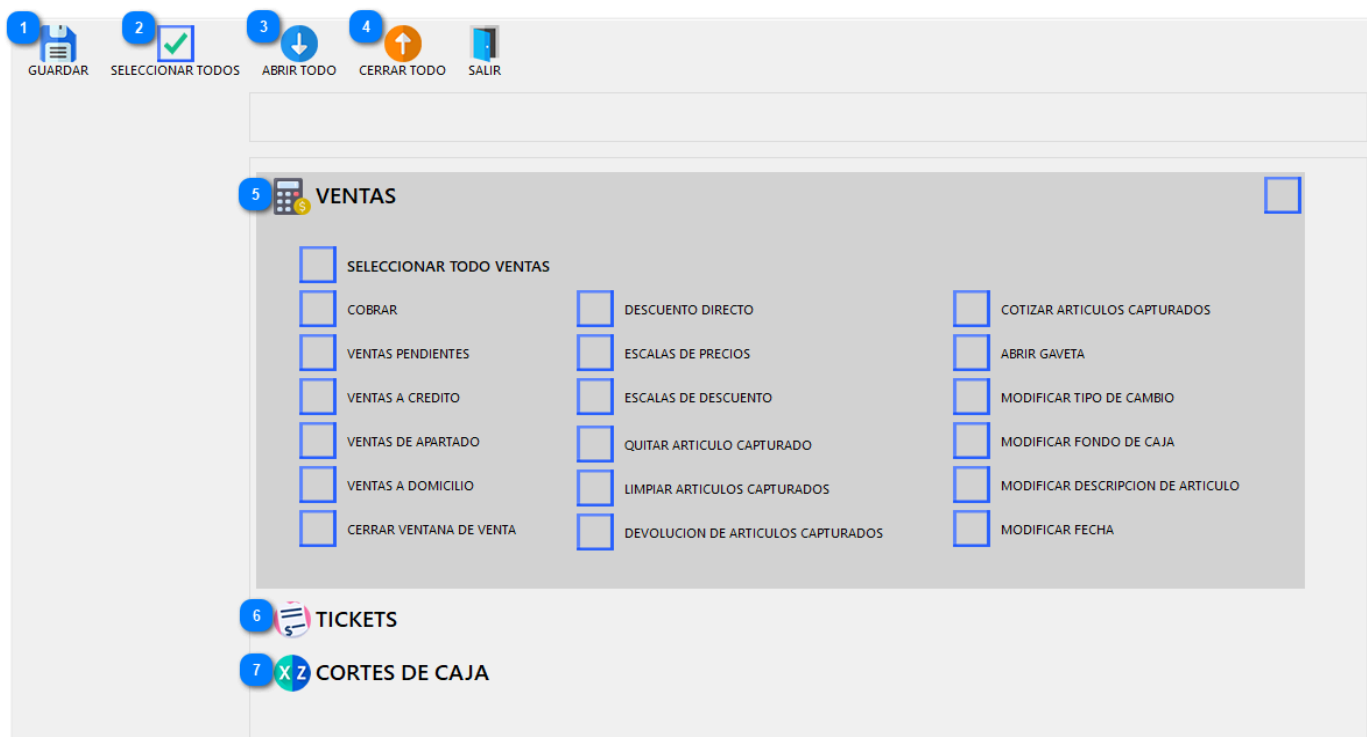 1 2 3 4
GUARDAR SELECCIONAR TODOS ABRIR TODO CERRAR TODO SALIR
5 VENTAS
SELECCIONAR TODO VENTAS
COBRAR DESCUENTO DIRECTO COTIZAR ARTICULOS CAPTURADOS
VENTAS PENDIENTES ESCALAS DE PRECIOS ABRIR GAVETA
VENTAS A CREDITO ESCALAS DE DESCUENTO MODIFICAR TIPO DE CAMBIO
VENTAS DE APARTADO QUITAR ARTICULO CAPTURADO MODIFICAR FONDO DE CAJA
VENTAS A DOMICILIO LIMPIAR ARTICULOS CAPTURADOS MODIFICAR DESCRIPCION DE ARTICULO
CERRAR VENTANA DE VENTA DEVOLUCION DE ARTICULOS CAPTURADOS MODIFICAR FECHA
6 TICKETS
7 X Z CORTES DE CAJA